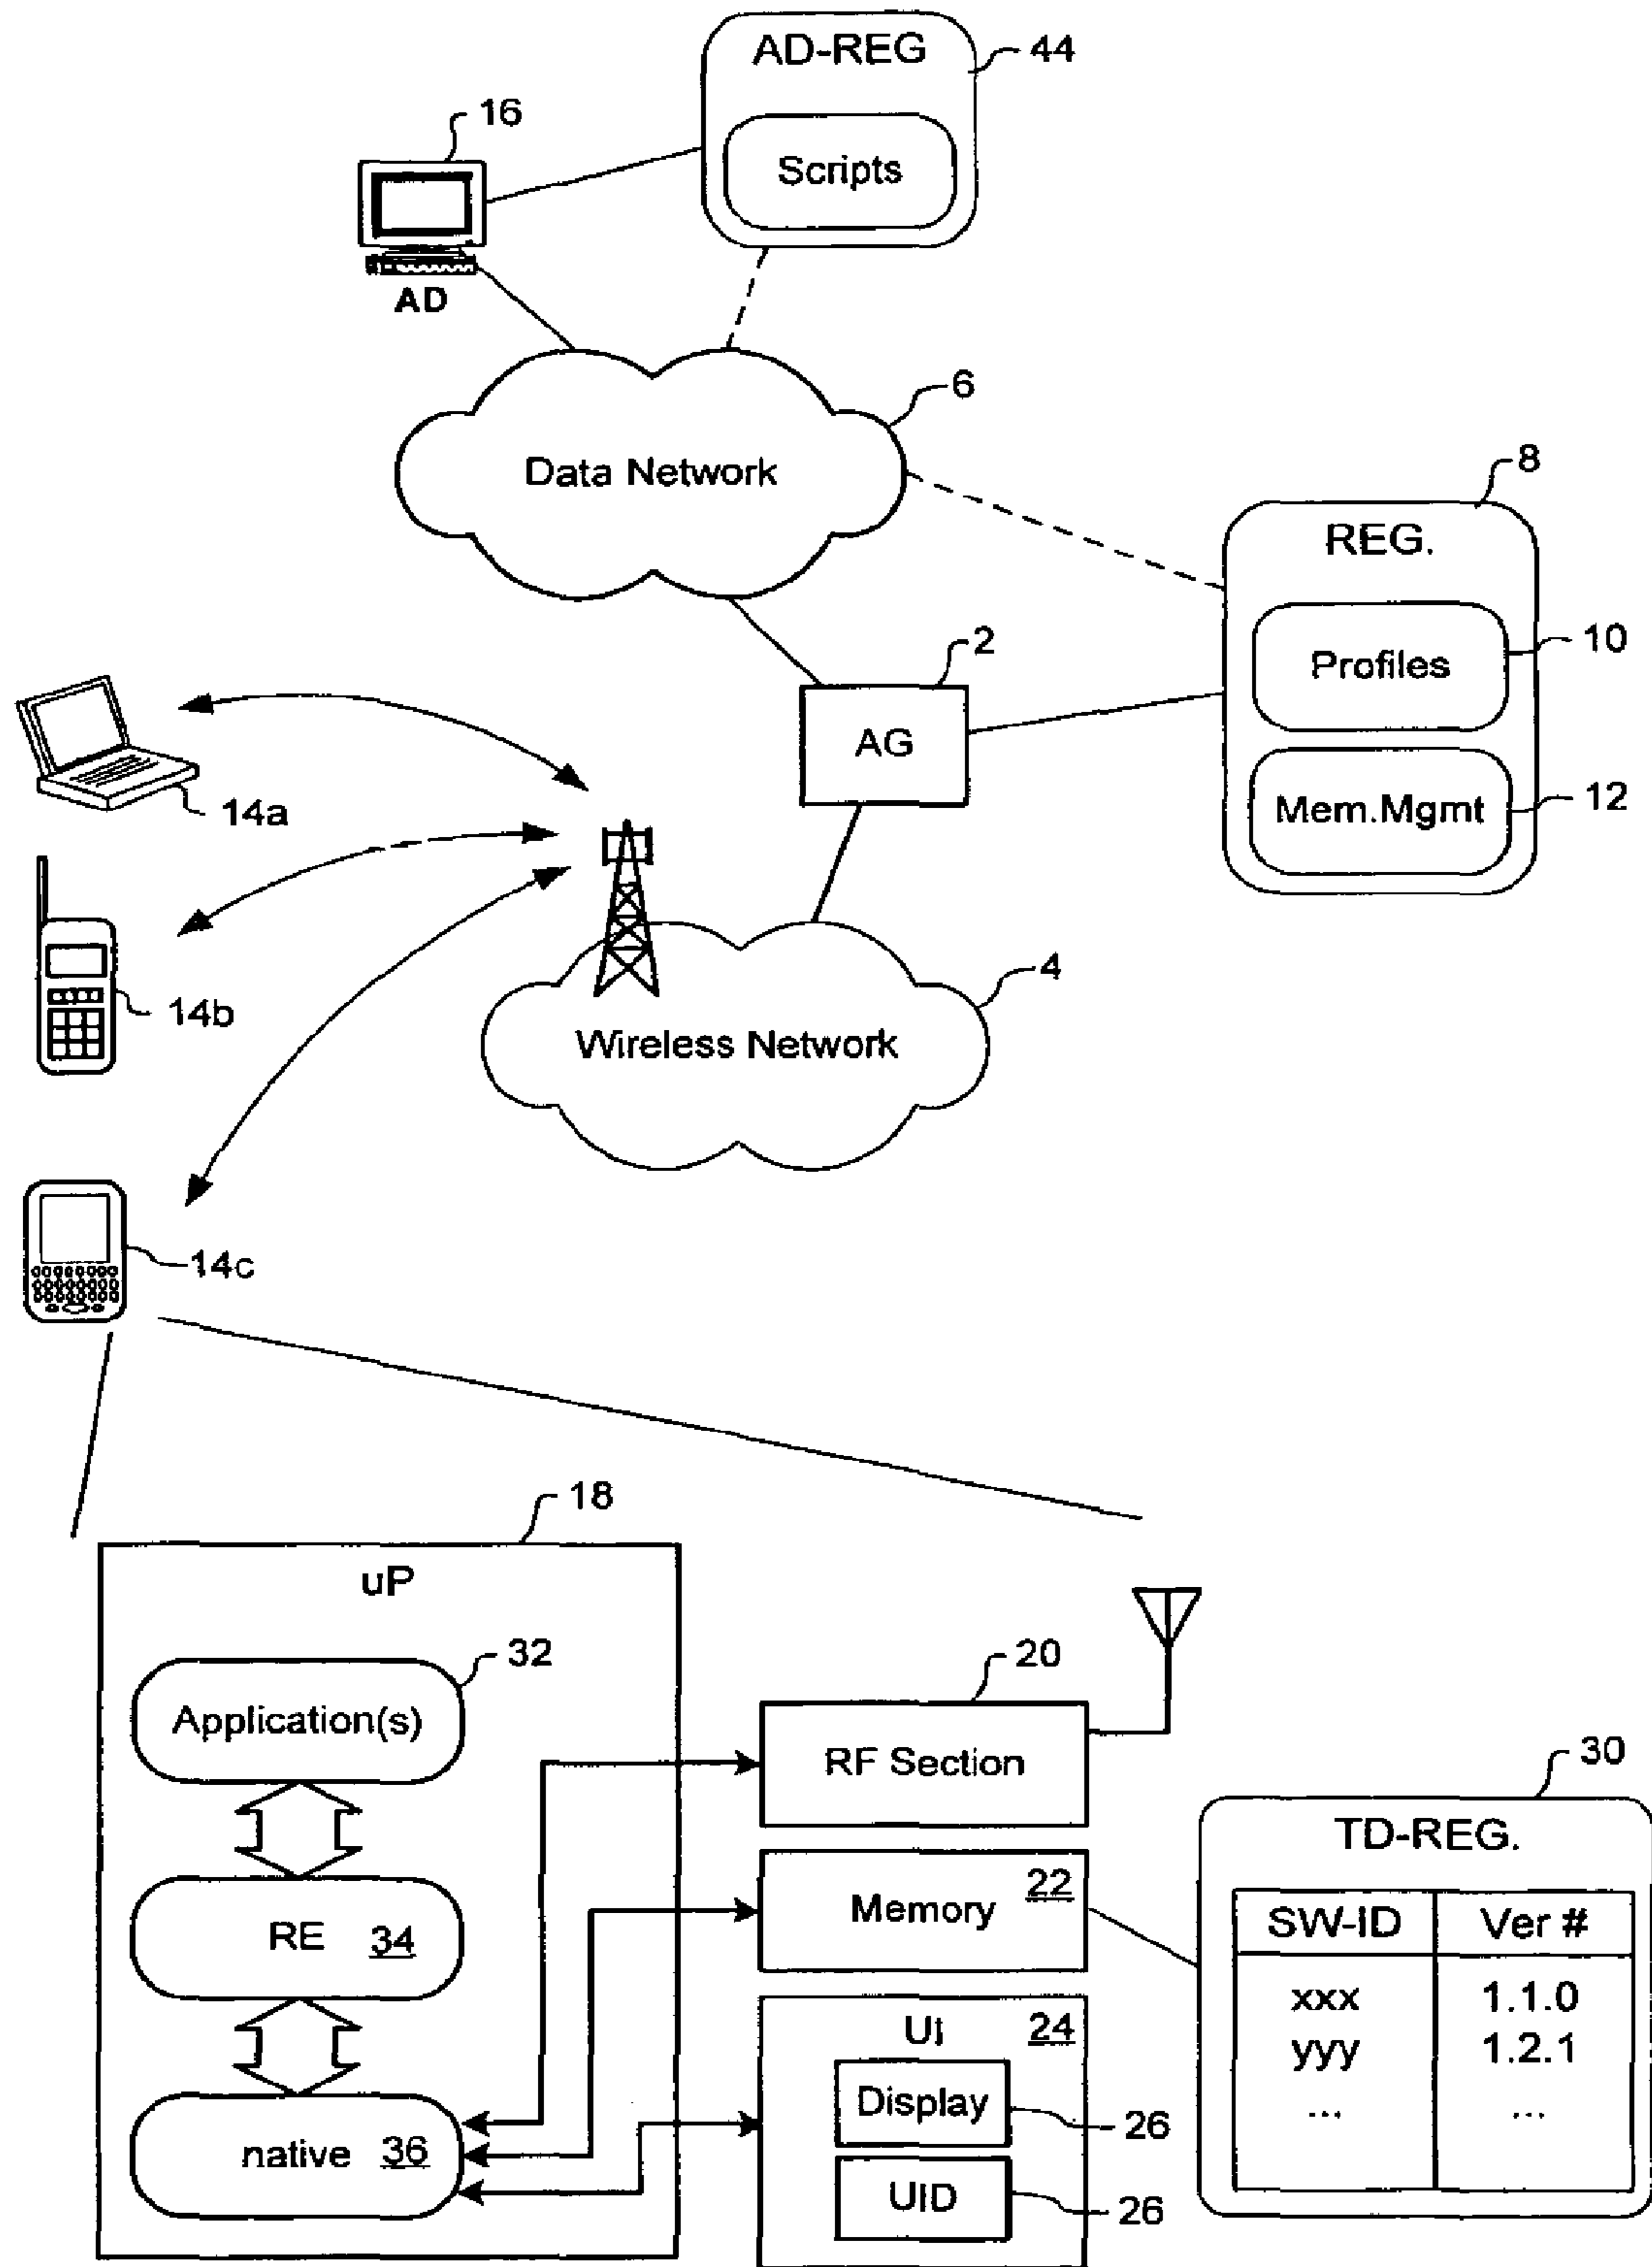 AD-REG
44
Scripts
16
AD
6
Data Network
8
REG.
Profiles
10
Mem.Mgmt
12
2
AG
14a
14b
4
Wireless Network
14c
18
uP
32
Application(s)
RE 34
native 36
20
RF Section
Memory 22
UI 24
Display
26
UID
26
30
TD-REG.
SW-ID Ver #
xxx 1.1.0
yyy 1.2.1
... ...